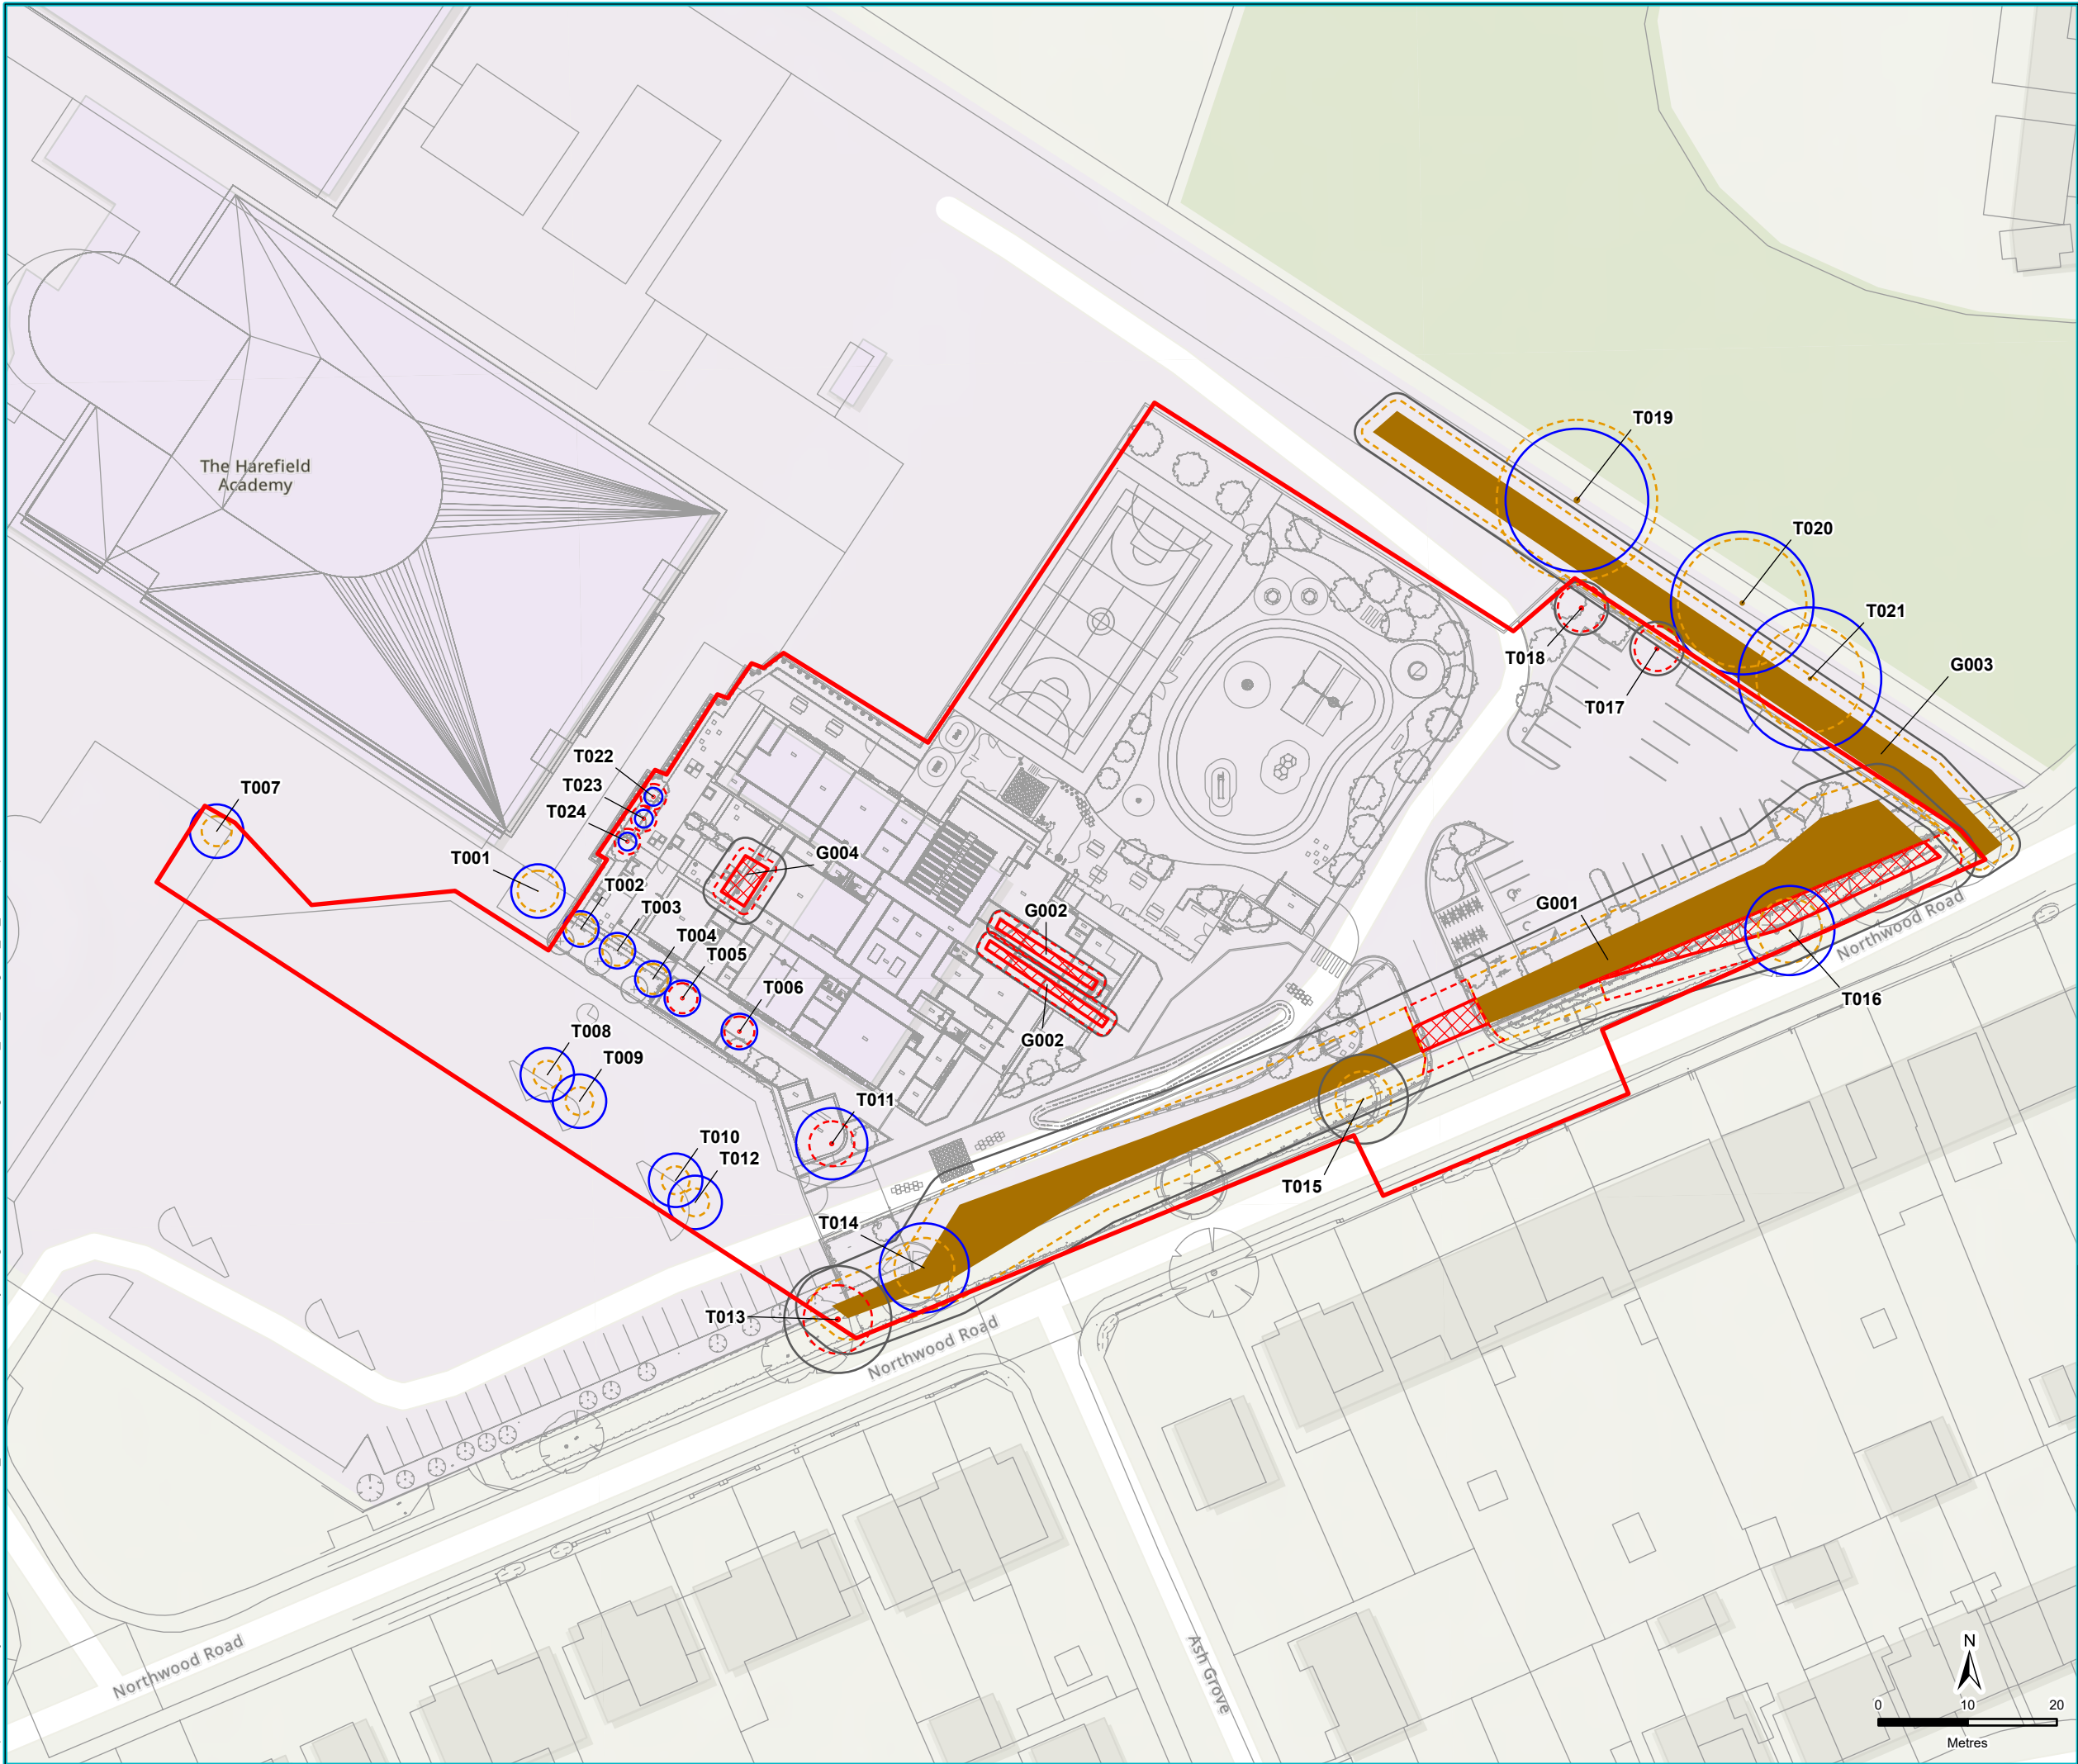 T019
The Harefield
Academy
T020
T021
T018
G003
T017
T022
T023
T007
T024
G004
T001
T002
T003
G002
G001
T004
T005
Northwood Road
T006
T016
T008
G002
T009
T011
T010
T012
T015
T014
T013
Northwood Road
Northwood Road
Ash Grove
N
0 10 20
Metres